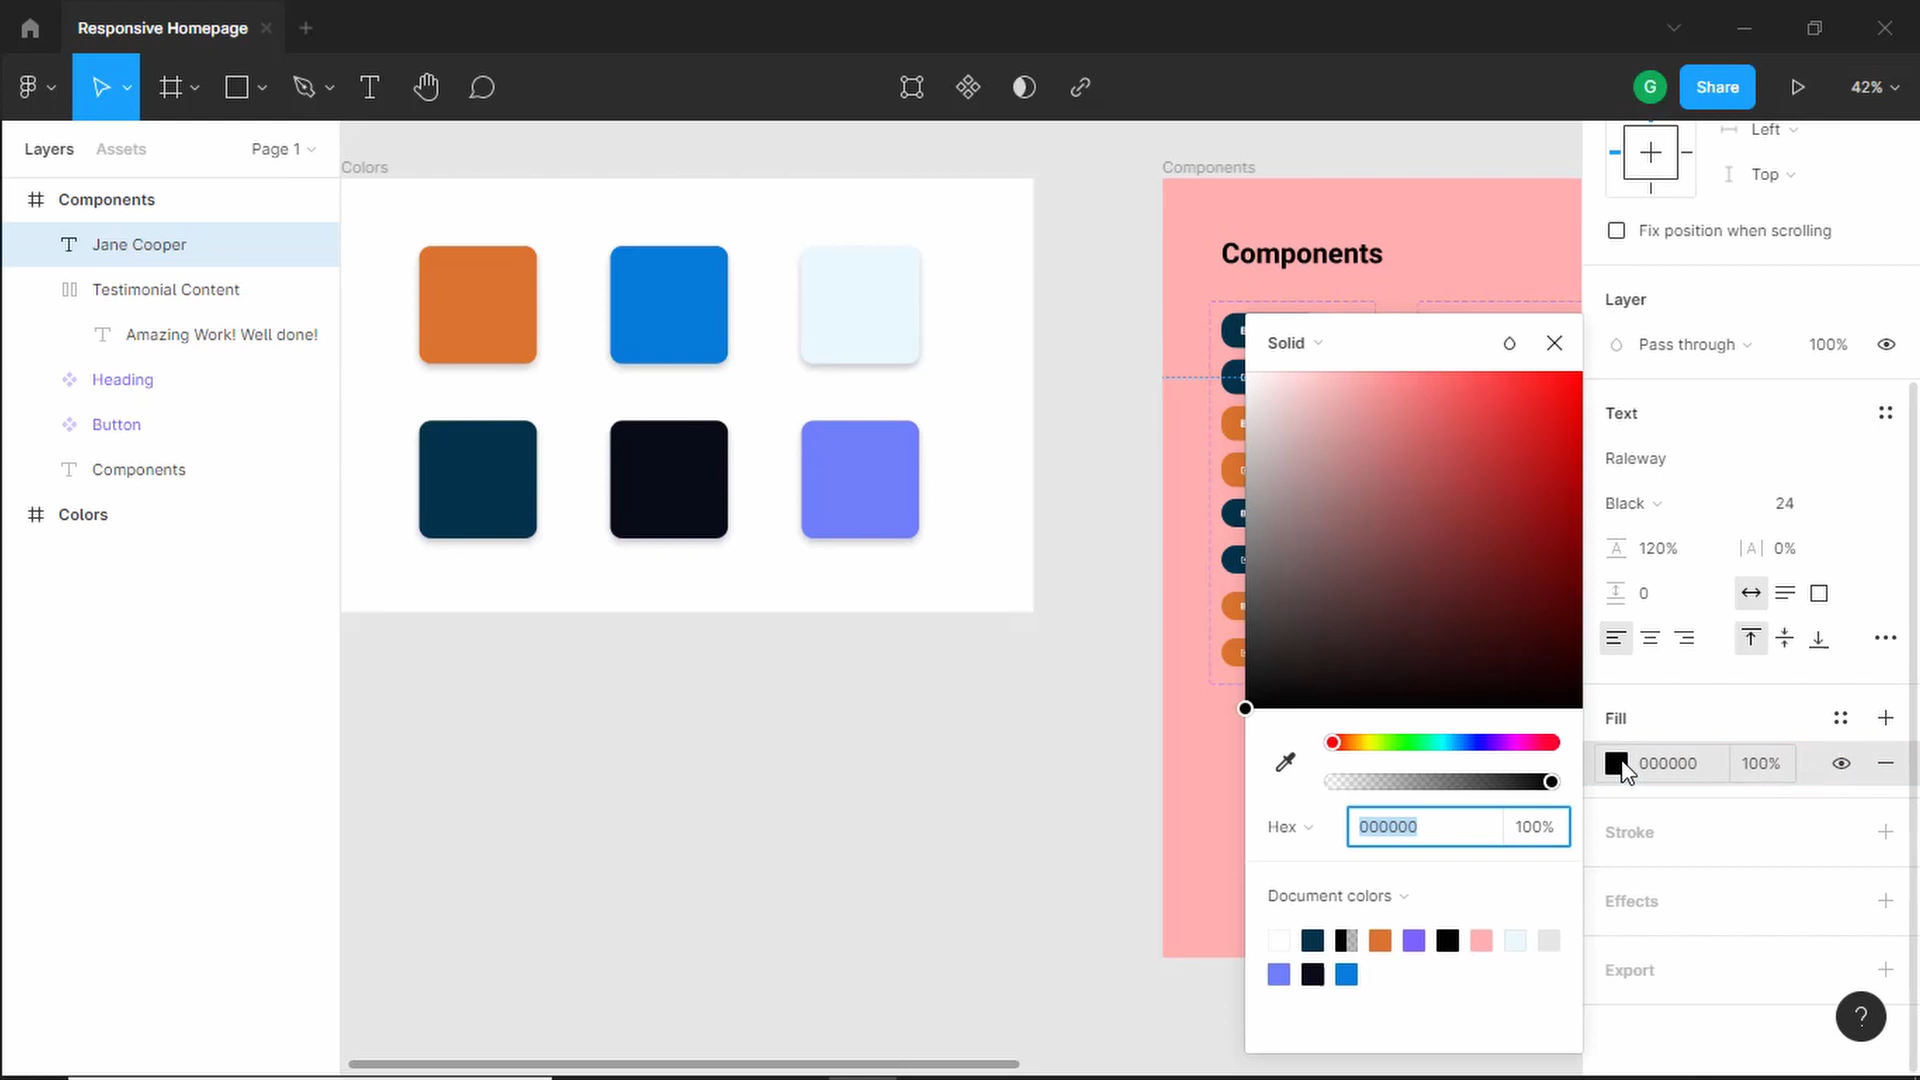 Responsive Homepage
G
Share
42%
Layers
Assets
Page 1
Components
Jane Cooper
Testimonial Content
Amazing Work! Well done!
Heading
Button
Components
Colors
Colors
Components
Components
Solid
Hex
000000
100%
Document colors
Left
Top
Fix position when scrolling
Layer
Pass through
100%
Text
Raleway
Black
24
120%
0%
0
Fill
000000
100%
Stroke
Effects
Export
?